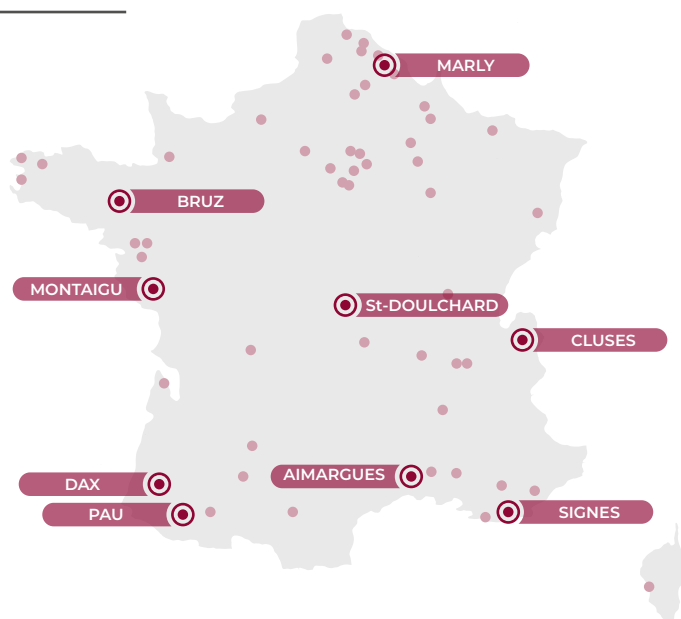 MARLY
BRUZ
MONTAIGU
St-DOULCHARD
CLUSES
AIMARGUES
DAX
PAU
SIGNES